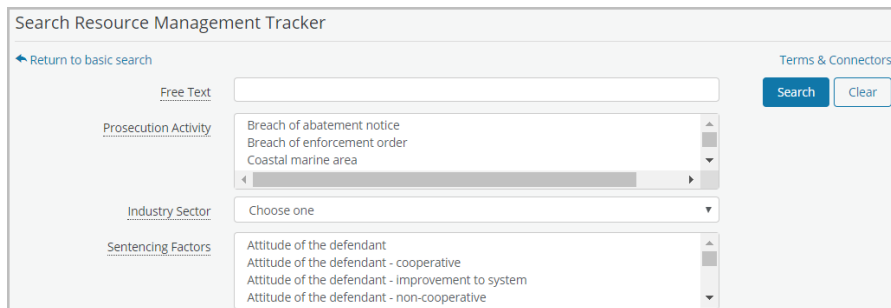 Search Resource Management Tracker
Return to basic search
Terms & Connectors
Free Text
Search
Clear
Prosecution Activity
Breach of abatement notice
Breach of enforcement order
Coastal marine area
Industry Sector
Choose one
Sentencing Factors
Attitude of the defendant
Attitude of the defendant - cooperative
Attitude of the defendant - improvement to system
Attitude of the defendant - non-cooperative